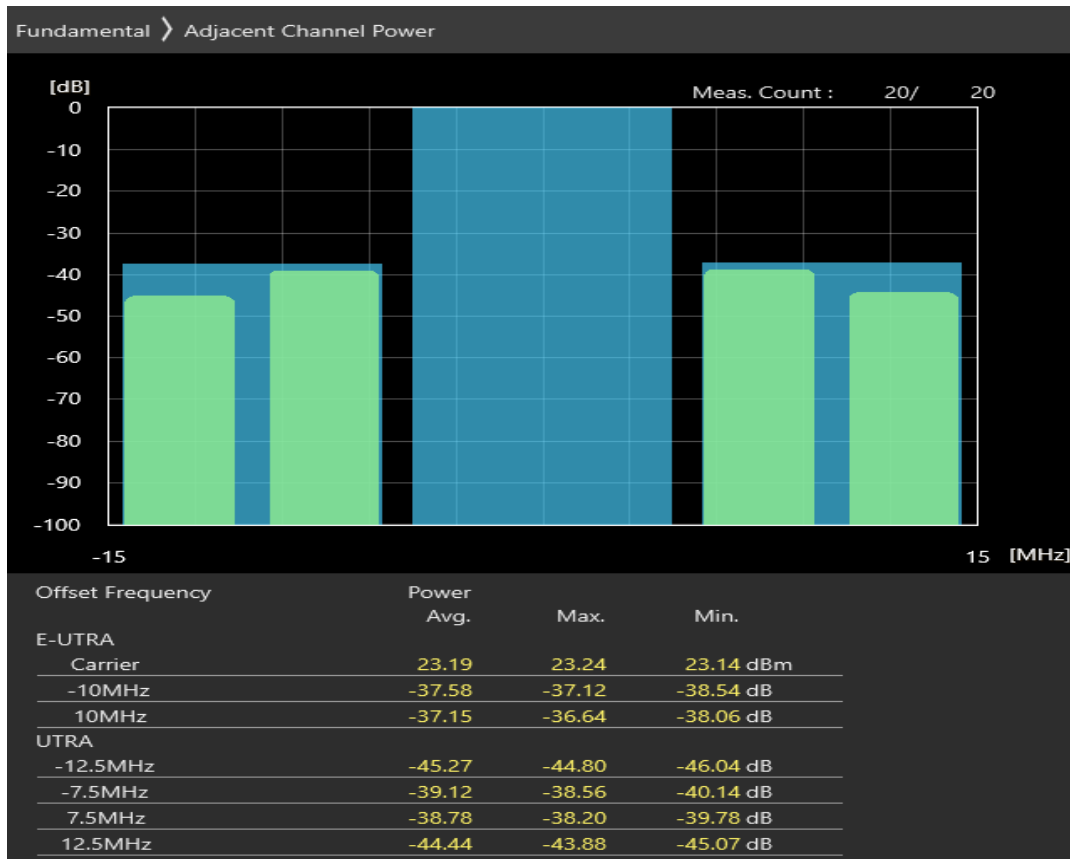 Fundamental ❯ Adjacent Channel Power
[dB]
Meas. Count : 20/ 20
0
-10
-20
-30
-40
-50
-60
-70
-80
-90
-100
-15 15 [MHz]
Offset Frequency Power
Avg. Max. Min.
E-UTRA
Carrier 23.19 23.24 23.14 dBm
-10MHz -37.58 -37.12 -38.54 dB
10MHz -37.15 -36.64 -38.06 dB
UTRA
-12.5MHz -45.27 -44.80 -46.04 dB
-7.5MHz -39.12 -38.56 -40.14 dB
7.5MHz -38.78 -38.20 -39.78 dB
12.5MHz -44.44 -43.88 -45.07 dB